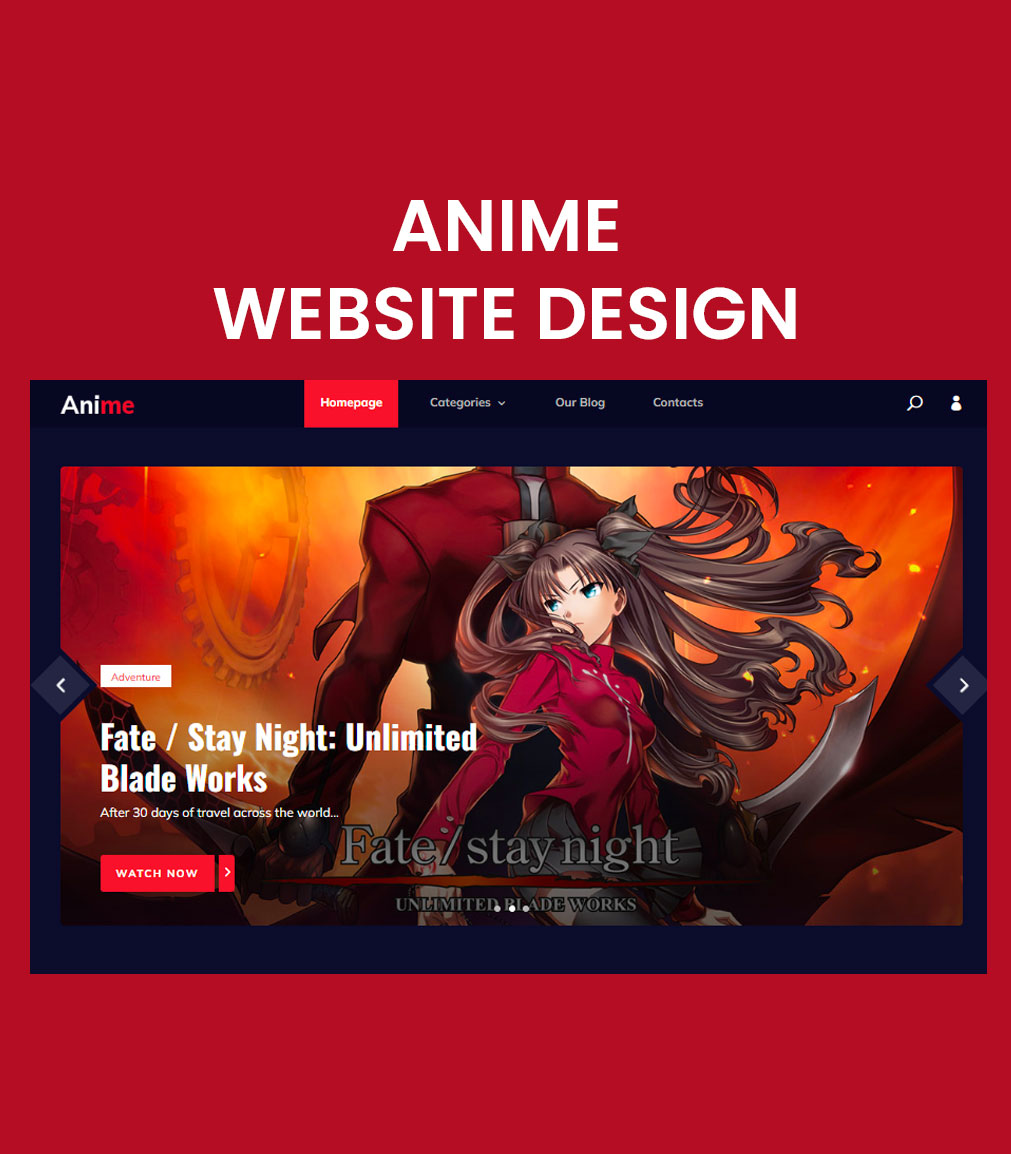 ANIME
WEBSITE DESIGN
Anime
Homepage
Categories
Our Blog
Contacts
Adventure
Fate / Stay Night: Unlimited
Blade Works
After 30 days of travel across the world...
WATCH NOW
Fate/stay night
UNLIMITED BLADE WORKS